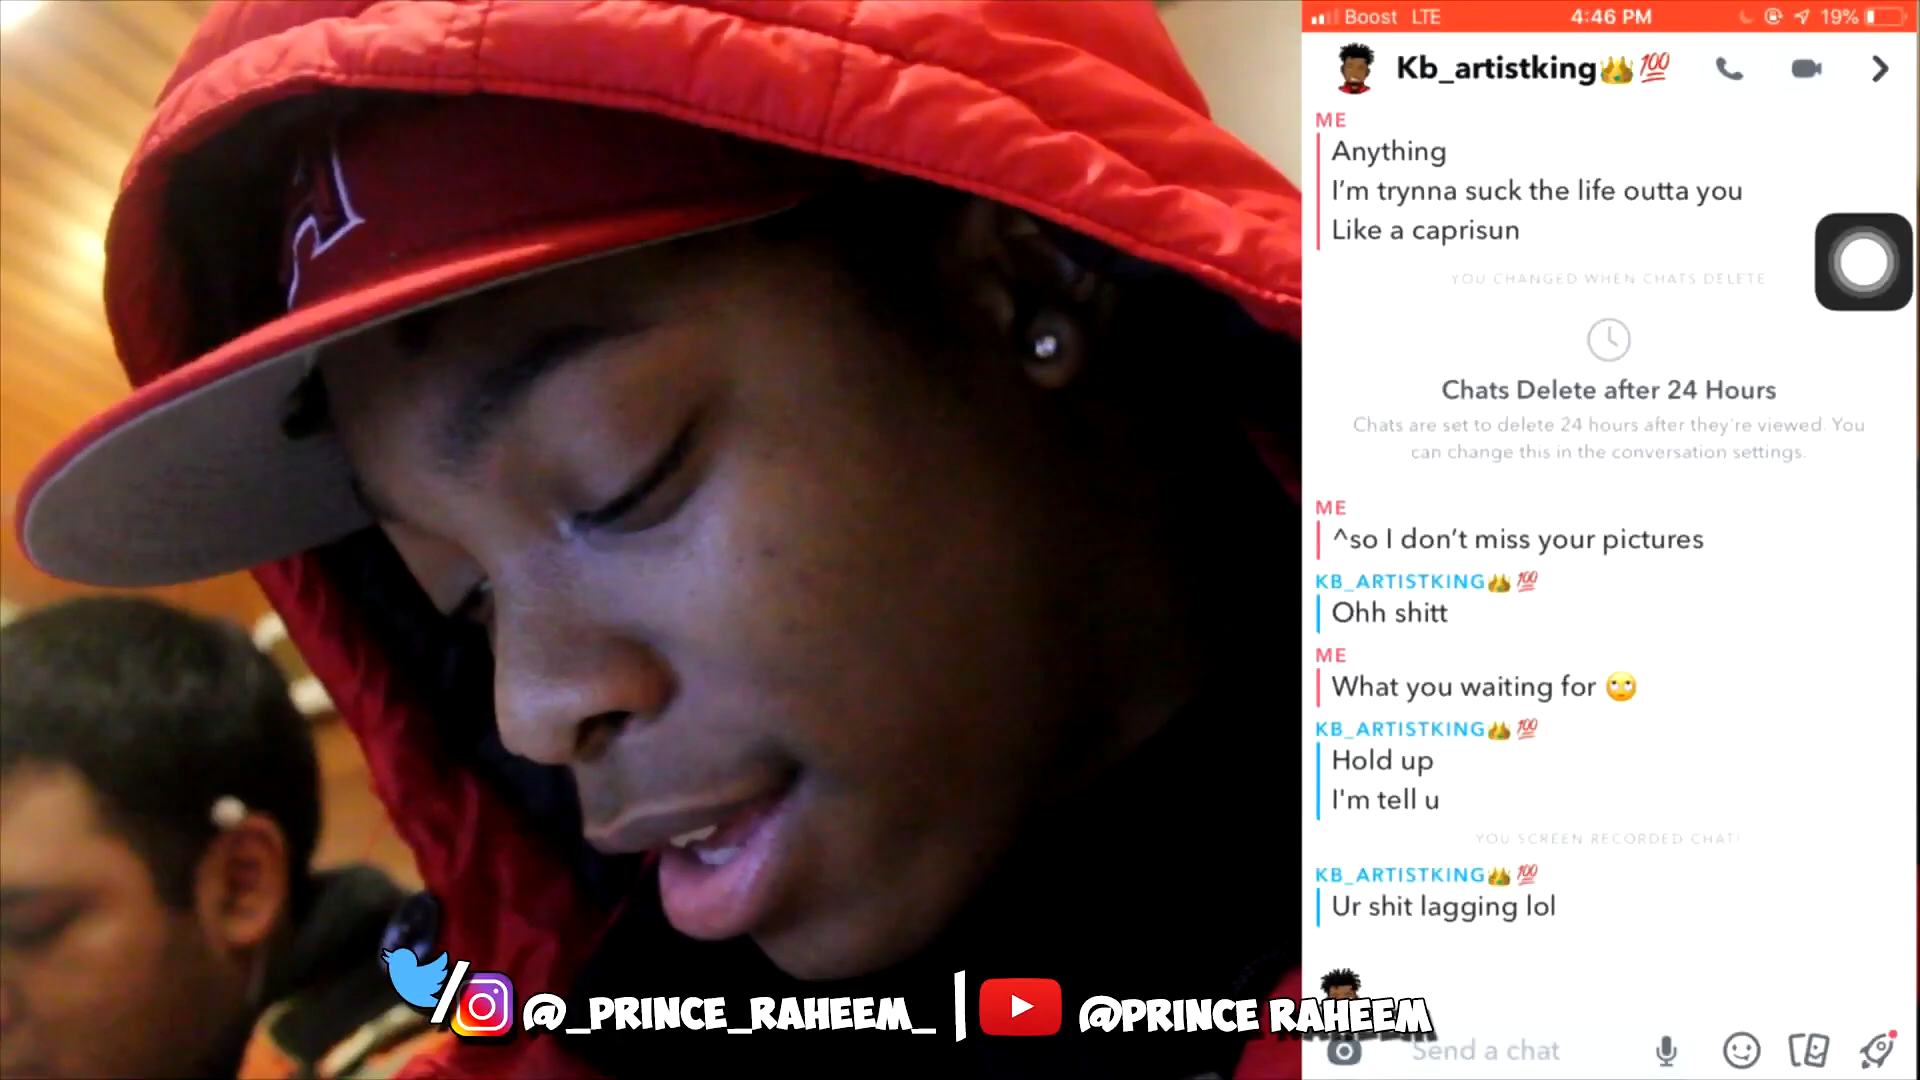 Boost LTE 4:46 PM 19%
Kb_artistking👑💯
ME
Anything
I'm trynna suck the life outta you
Like a caprisun
YOU CHANGED WHEN CHATS DELETE
Chats Delete after 24 Hours
Chats are set to delete 24 hours after they're viewed. You
can change this in the conversation settings.
ME
^so I don't miss your pictures
KB_ARTISTKING👑💯
Ohh shitt
ME
What you waiting for 🙄
KB_ARTISTKING👑💯
Hold up
I'm tell u
YOU SCREEN RECORDED CHAT!
KB_ARTISTKING👑💯
Ur shit lagging lol
Send a chat
/ @_PRINCE_RAHEEM_ | @PRINCE RAHEEM